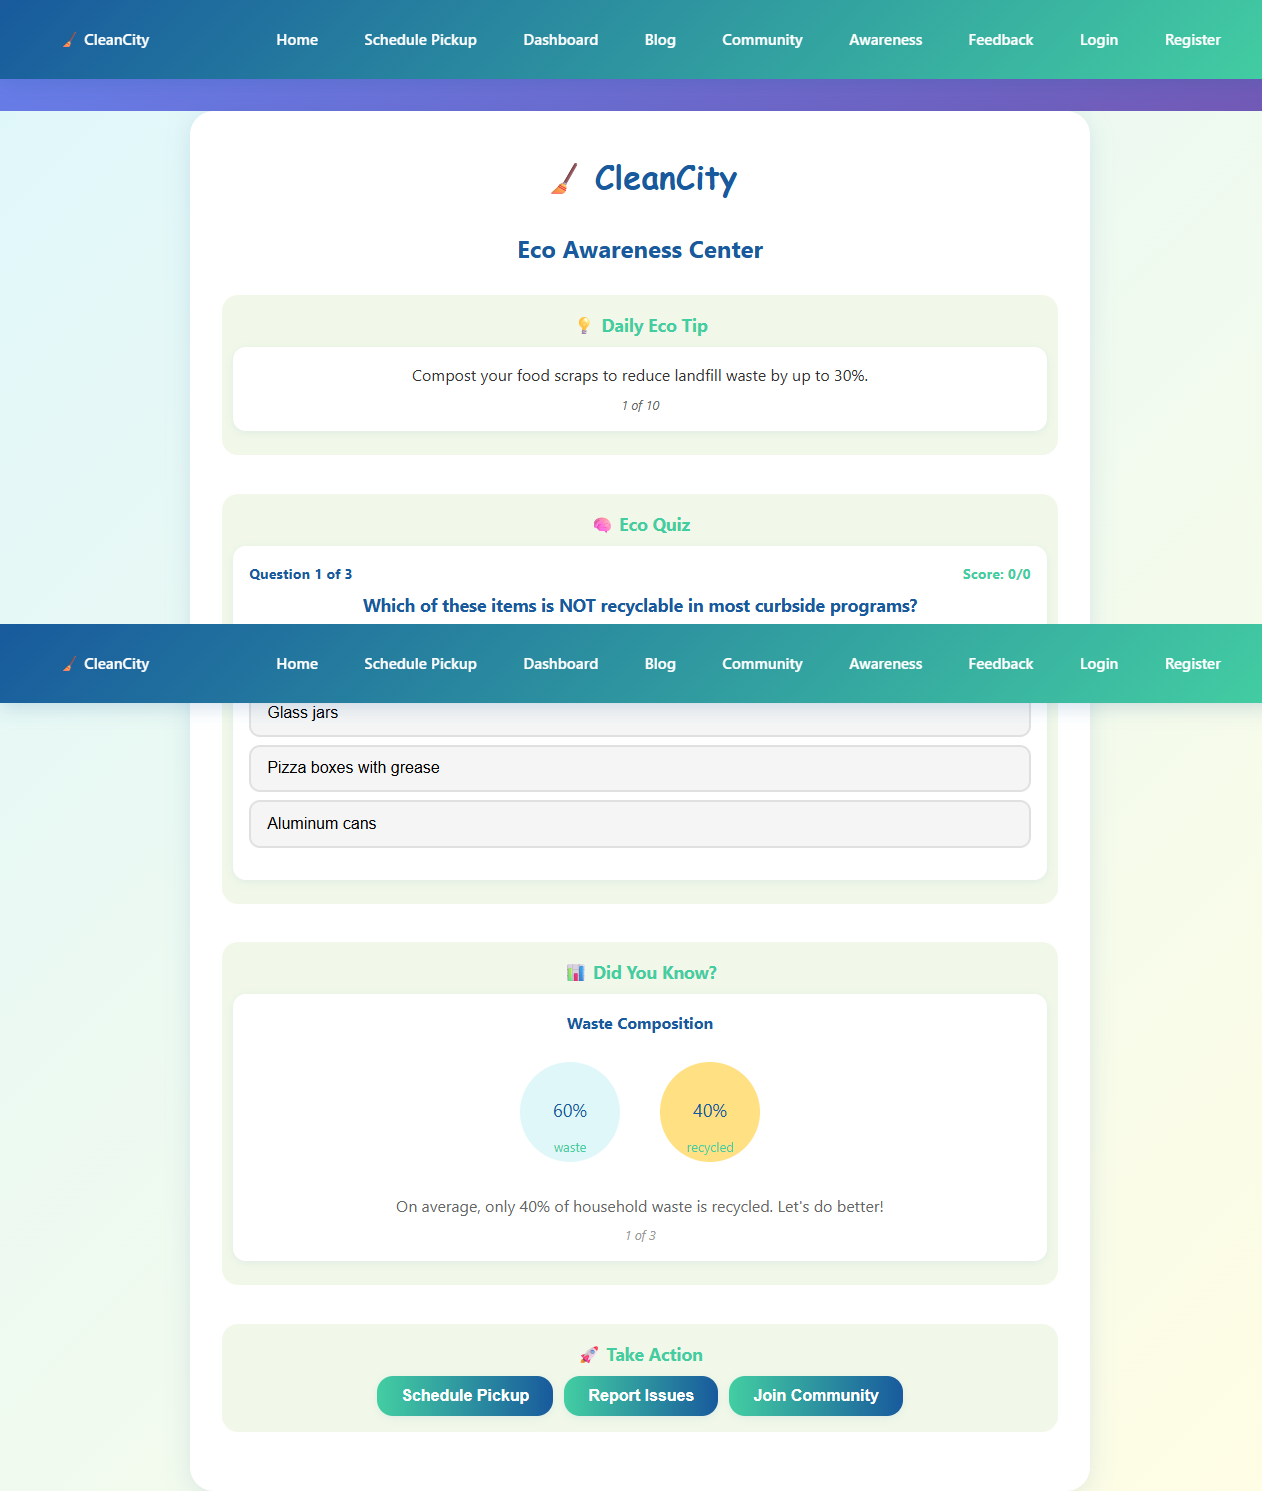 CleanCity Home Schedule Pickup Dashboard Blog Community Awareness Feedback Login Register
CleanCity
Eco Awareness Center
Daily Eco Tip
Compost your food scraps to reduce landfill waste by up to 30%.
1 of 10
Eco Quiz
Question 1 of 3 Score: 0/0
Which of these items is NOT recyclable in most curbside programs?
CleanCity Home Schedule Pickup Dashboard Blog Community Awareness Feedback Login Register
Glass jars
Pizza boxes with grease
Aluminum cans
Did You Know?
Waste Composition
60% 40%
waste recycled
On average, only 40% of household waste is recycled. Let's do better!
1 of 3
Take Action
Schedule Pickup Report Issues Join Community